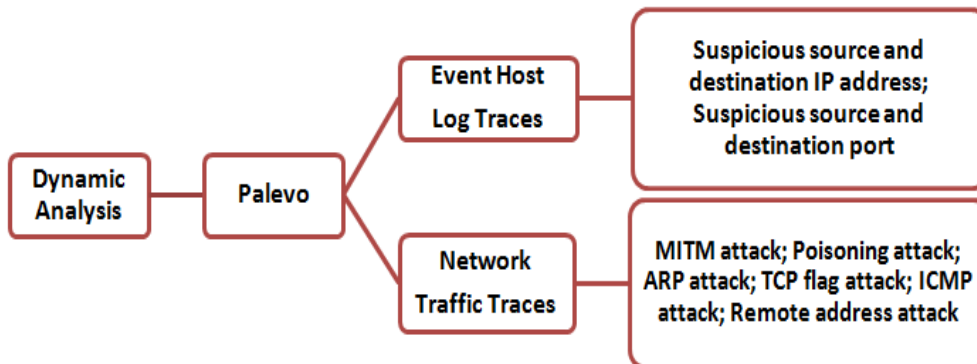 Dynamic
Analysis
Palevo
Event Host
Log Traces
Suspicious source and
destination IP address;
Suspicious source and
destination port
Network
Traffic Traces
MITM attack; Poisoning attack;
ARP attack; TCP flag attack; ICMP
attack; Remote address attack